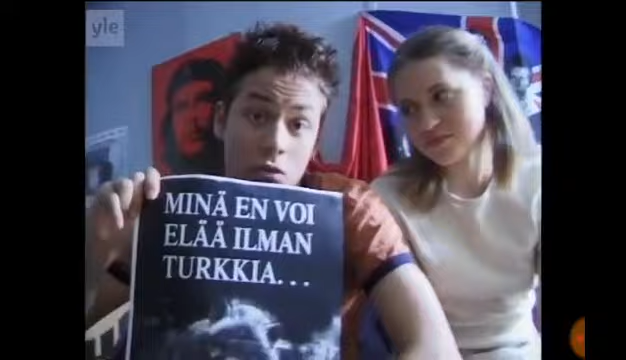 yle
MINÄ EN VOI
ELÄÄ ILMAN
TURKKIA...